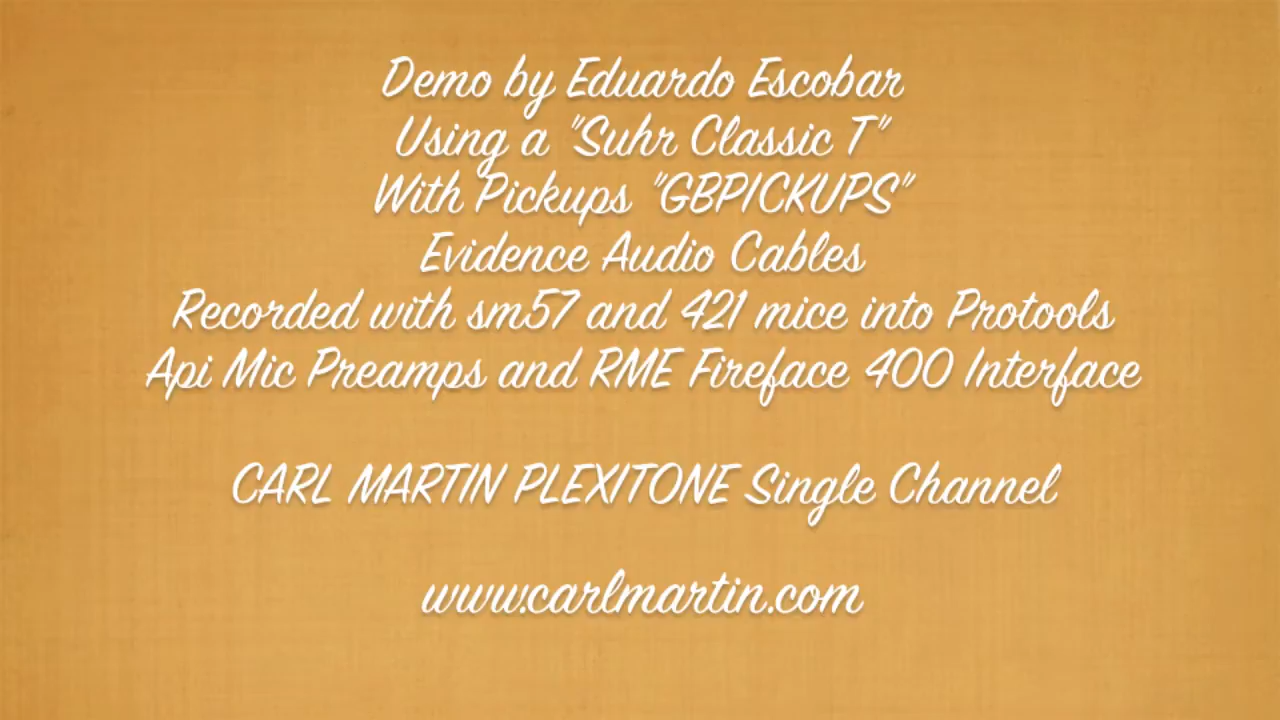 Demo by Eduardo Escobar
Using a "Suhr Classic T"
With Pickups "GBPICKUPS"
Evidence Audio Cables
Recorded with sm57 and 421 mice into Protools
Api Mic Preamps and RME Fireface 400 Interface
CARL MARTIN PLEXITONE Single Channel
www.carlmartin.com